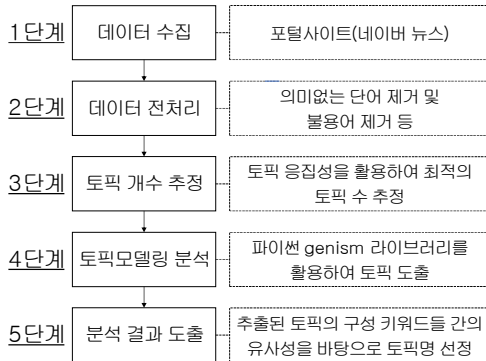 1단계
데이터 수집
포털사이트(네이버 뉴스)
2단계
데이터 전처리
의미없는 단어 제거 및
불용어 제거 등
3단계
토픽 개수 추정
토픽 응집성을 활용하여 최적의
토픽 수 추정
4단계
토픽모델링 분석
파이썬 genism 라이브러리를
활용하여 토픽 도출
5단계
분석 결과 도출
추출된 토픽의 구성 키워드들 간의
유사성을 바탕으로 토픽명 선정